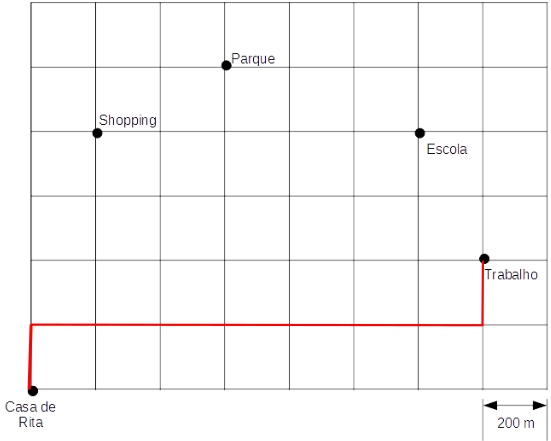 Parque
Shopping
Escola
Trabalho
Casa de
Rita
200 m